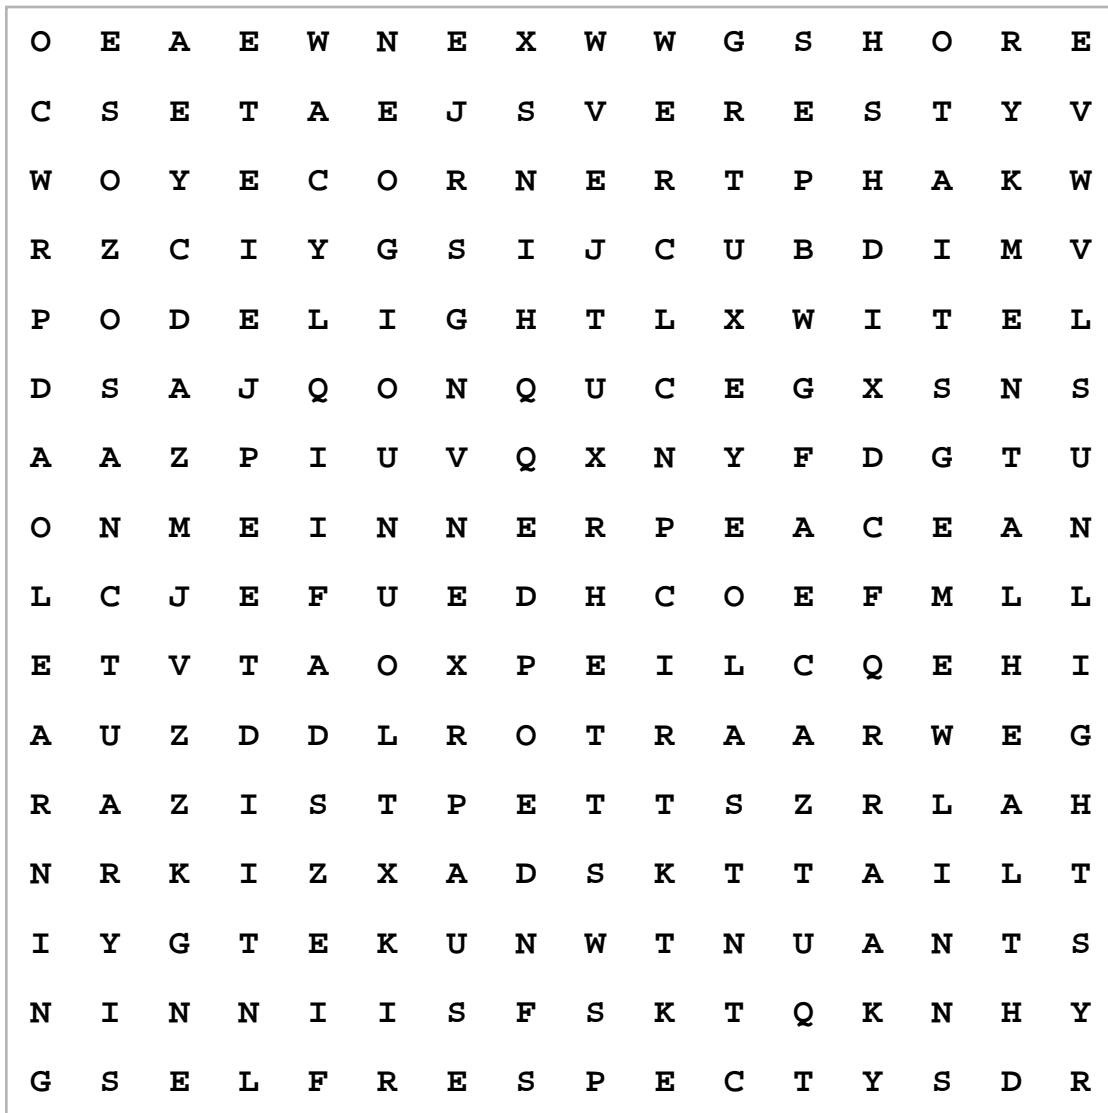 O E A E W N E X W W G S H O R E
C S E T A E J S V E R E S T Y V
W O Y E C O R N E R T P H A K W
R Z C I Y G S I J C U B D I M V
P O D E L I G H T L X W I T E L
D S A J Q O N Q U C E G X S N S
A A Z P I U V Q X N Y F D G T U
O N M E I N N E R P E A C E A N
L C J E F U E D H C O E F M L L
E T V T A O X P E I L C Q E H I
A U Z D D L R O T R A A R W E G
R A Z I S T P E T T S Z R L A H
N R K I Z X A D S K T T A I L T
I Y G T E K U N W T N U A N T S
N I N N I I S F S K T Q K N H Y
G S E L F R E S P E C T Y S D R